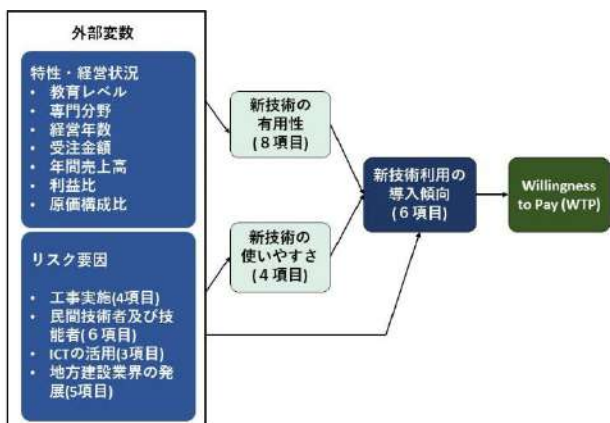 外部変数
特性・経営状況
• 教育レベル
• 専門分野
• 経営年数
• 受注金額
• 年間売上高
• 利益比
• 原価構成比
リスク要因
• 工事実施(4項目)
• 民間技術者及び技
能者(６項目)
• ICTの活用(3項目)
• 地方建設業界の発
展(5項目)
新技術の
有用性
(８項目)
新技術の
使いやすさ
(４項目)
新技術利用の
導入傾向
(６項目)
Willingness
to Pay (WTP)